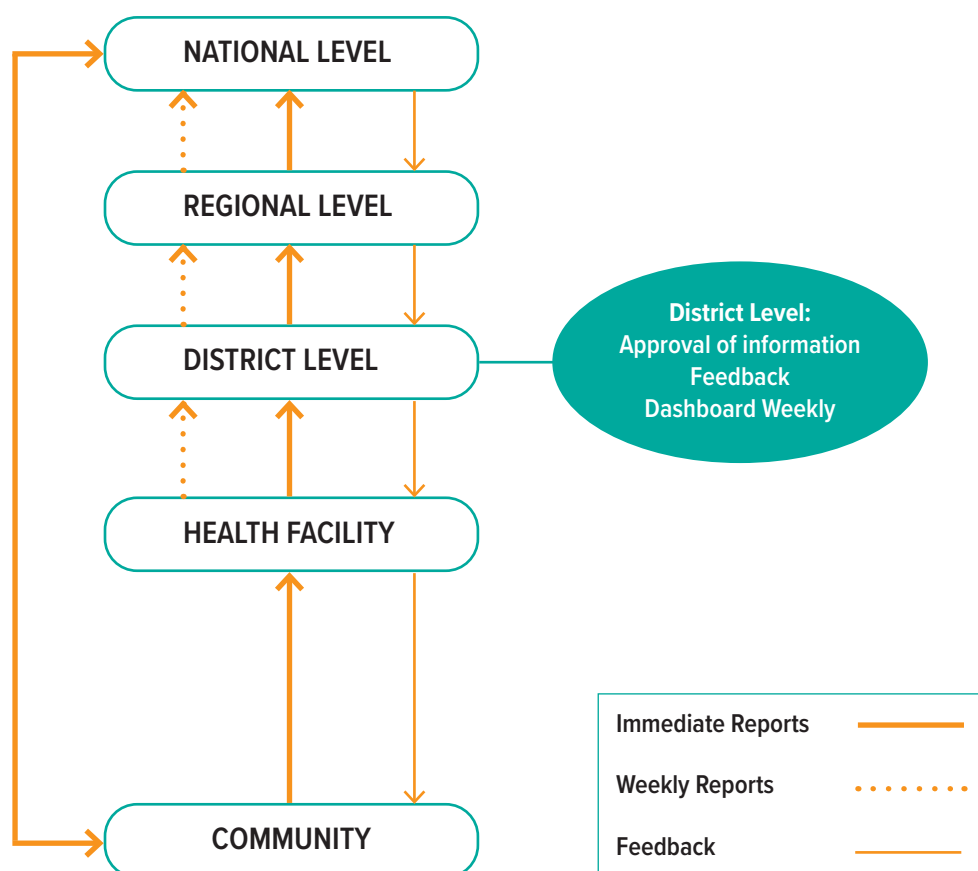 NATIONAL LEVEL
REGIONAL LEVEL
DISTRICT LEVEL
District Level:
Approval of information
Feedback
Dashboard Weekly
HEALTH FACILITY
COMMUNITY
Immediate Reports
Weekly Reports
Feedback